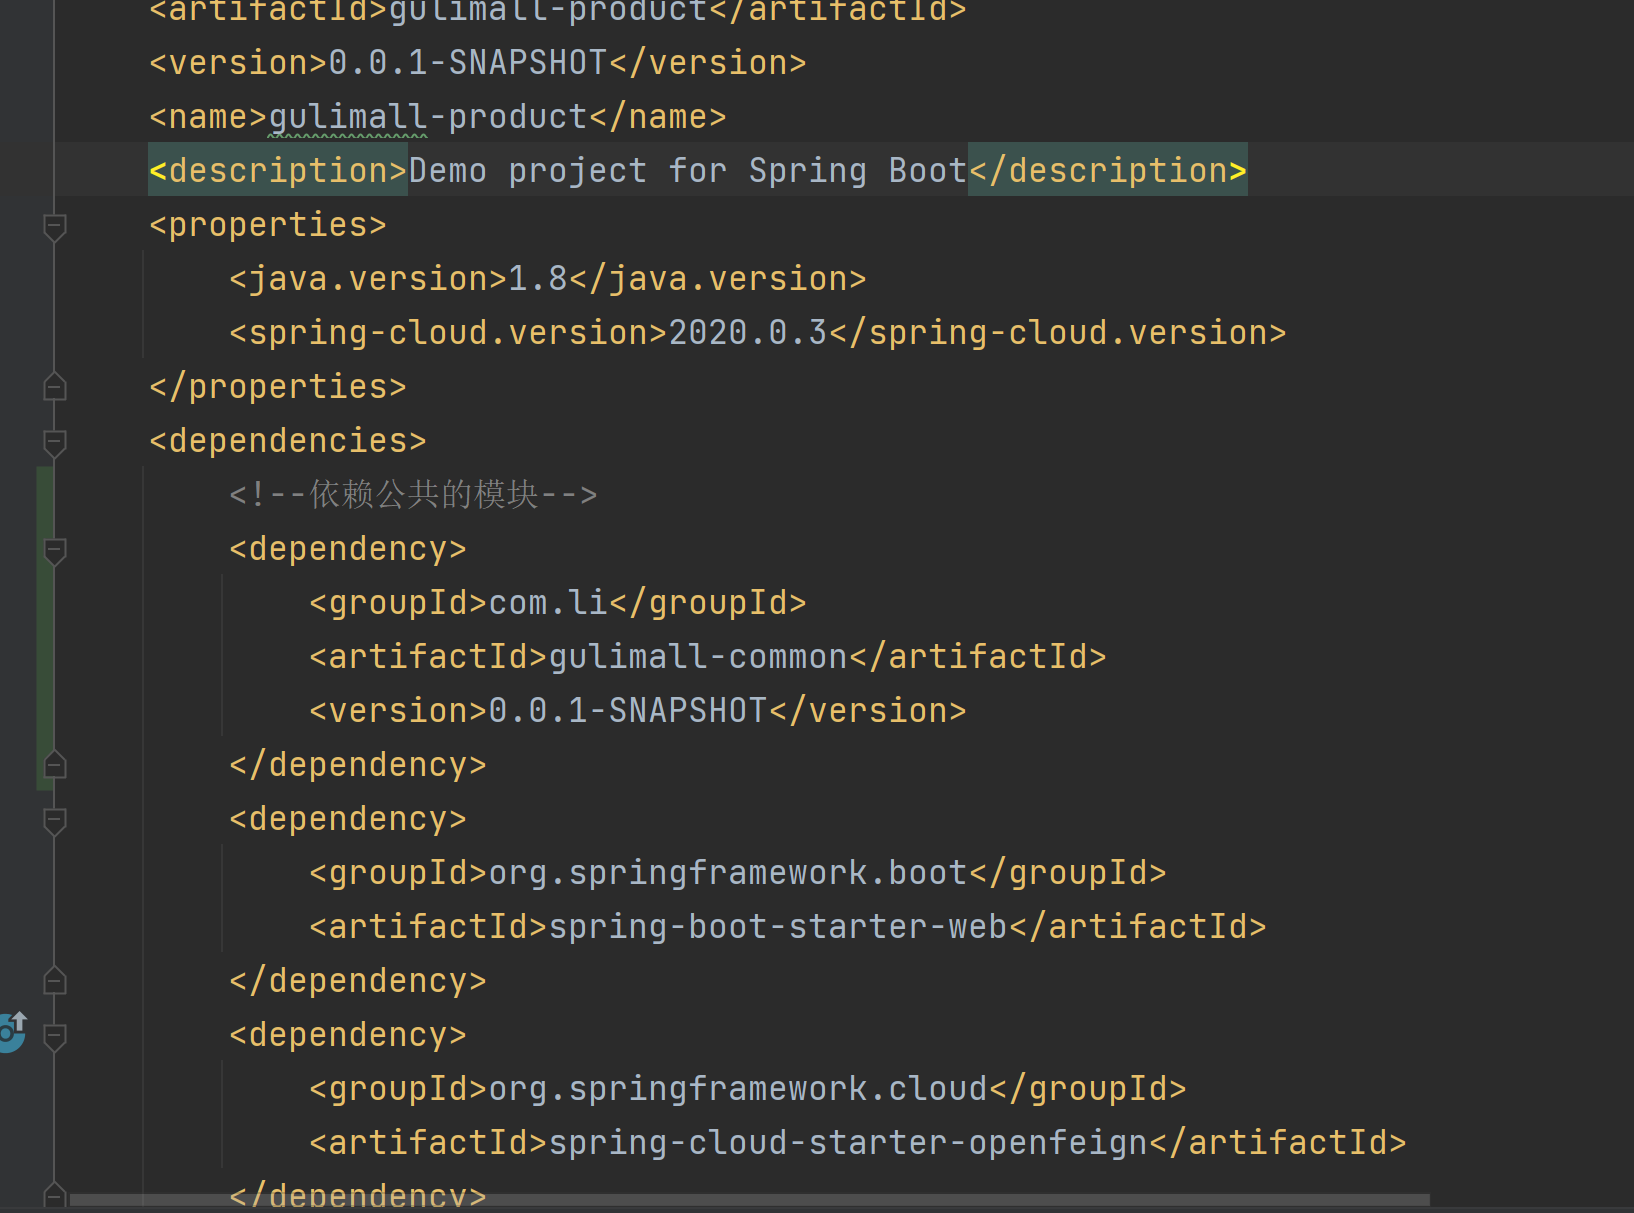 <artifactId>gulimall-product</artifactId>
<version>0.0.1-SNAPSHOT</version>
<name>gulimall-product</name>
<description>Demo project for Spring Boot</description>
<properties>
<java.version>1.8</java.version>
<spring-cloud.version>2020.0.3</spring-cloud.version>
</properties>
<dependencies>
<!--依赖公共的模块-->
<dependency>
<groupId>com.li</groupId>
<artifactId>gulimall-common</artifactId>
<version>0.0.1-SNAPSHOT</version>
</dependency>
<dependency>
<groupId>org.springframework.boot</groupId>
<artifactId>spring-boot-starter-web</artifactId>
</dependency>
<dependency>
<groupId>org.springframework.cloud</groupId>
<artifactId>spring-cloud-starter-openfeign</artifactId>
</dependency>